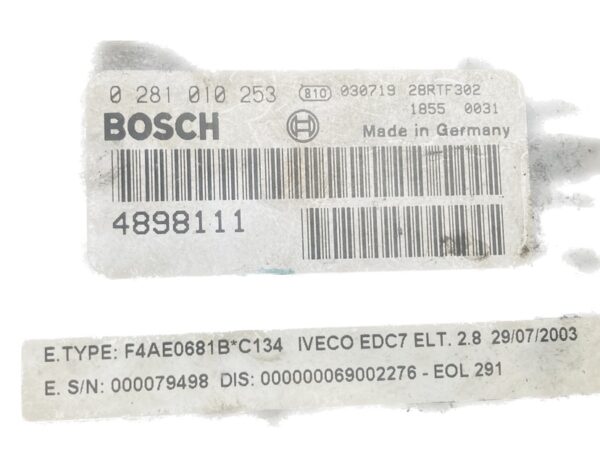 0 281 010 253 810 030719 28RTF302
1855 0031
BOSCH Made in Germany
4898111
E.TYPE: F4AE0681B*C134 IVECO EDC7 ELT. 2.8 29/07/2003
E. S/N: 000079498 DIS: 000000069002276 - EOL 291